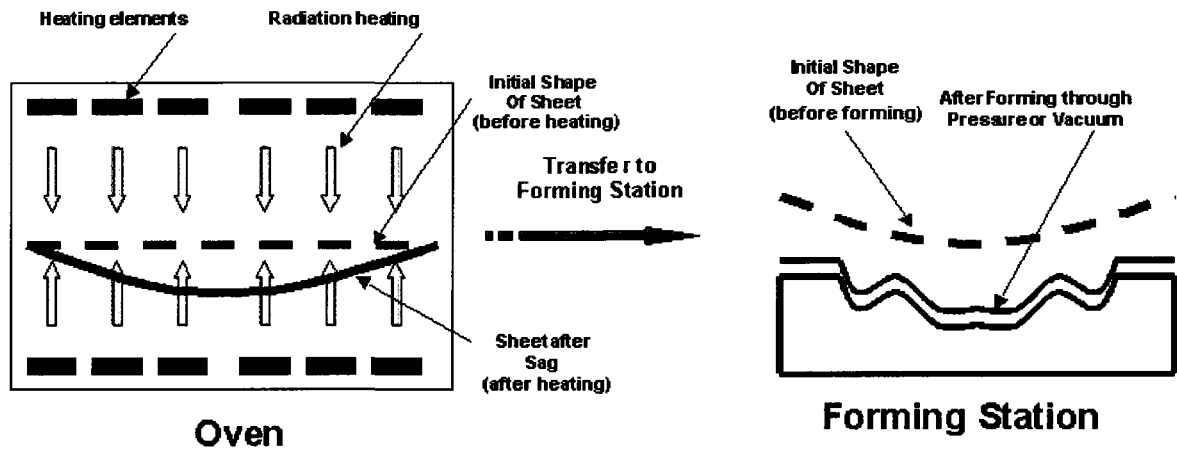 Heating elements
Radiation heating
Initial Shape
Of Sheet
(before heating)
Sheet after
Sag
(after heating)
Oven
Transfer to
Forming Station
Initial Shape
Of Sheet
(before forming)
After Forming through
Pressure or Vacuum
Forming Station